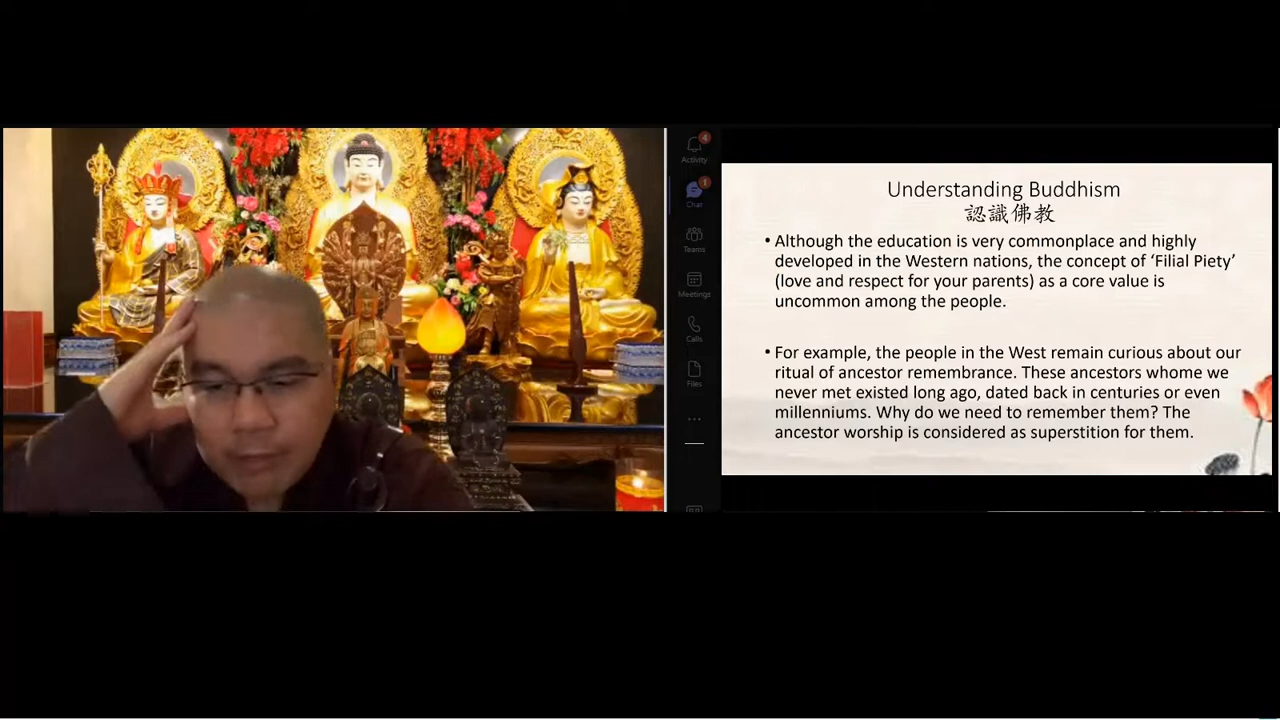 Activity
Chat
Teams
Meetings
Calls
Files
4
1
Understanding Buddhism
認識佛教
• Although the education is very commonplace and highly
developed in the Western nations, the concept of ‘Filial Piety’
(love and respect for your parents) as a core value is
uncommon among the people.
• For example, the people in the West remain curious about our
ritual of ancestor remembrance. These ancestors whome we
never met existed long ago, dated back in centuries or even
millenniums. Why do we need to remember them? The
ancestor worship is considered as superstition for them.